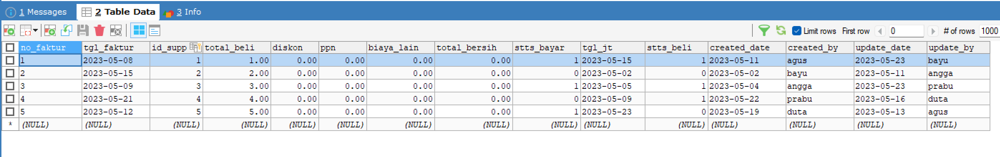 1 Messages 2 Table Data 3 Info
Limit rows First row 0 # of rows 1000
no_faktur tgl_faktur id_supp total_beli diskon ppn biaya_lain total_bersih stts_bayar tgl_jt stts_beli created_date created_by update_date update_by
1 2023-05-08 1 1.00 0.00 0.00 0.00 0.00 1 2023-05-15 1 2023-05-11 agus 2023-05-23 bayu
2 2023-05-15 2 2.00 0.00 0.00 0.00 0.00 0 2023-05-02 0 2023-05-02 bayu 2023-05-11 angga
3 2023-05-09 3 3.00 0.00 0.00 0.00 0.00 1 2023-05-05 1 2023-05-04 angga 2023-05-23 prabu
4 2023-05-21 4 4.00 0.00 0.00 0.00 0.00 0 2023-05-09 1 2023-05-22 prabu 2023-05-16 duta
5 2023-05-12 5 5.00 0.00 0.00 0.00 0.00 1 2023-05-23 0 2023-05-19 duta 2023-05-13 agus
* (NULL) (NULL) (NULL) (NULL) (NULL) (NULL) (NULL) (NULL) (NULL) (NULL) (NULL) (NULL) (NULL) (NULL) (NULL)